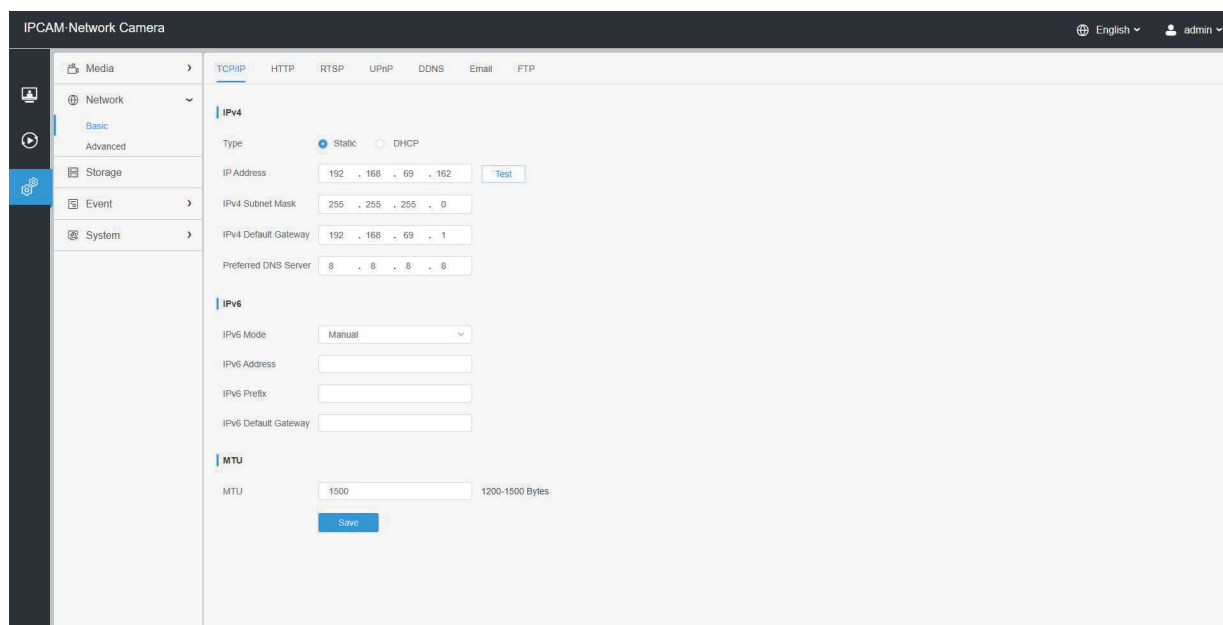 IPCAM·Network Camera
English
admin
Media
Network
Basic
Advanced
Storage
Event
System
TCP/IP HTTP RTSP UPnP DDNS Email FTP
IPv4
Type Static DHCP
IP Address 192 . 168 . 69 . 162 Test
IPv4 Subnet Mask 255 . 255 . 255 . 0
IPv4 Default Gateway 192 . 168 . 69 . 1
Preferred DNS Server 8 . 8 . 8 . 8
IPv6
IPv6 Mode Manual
IPv6 Address
IPv6 Prefix
IPv6 Default Gateway
MTU
MTU 1500 1200-1500 Bytes
Save